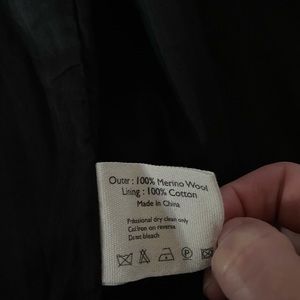 Outer : 100% Merino Wool
Lining : 100% Cotton
Made in China
Professional dry clean only
Cool iron on reverse
Do not bleach
P